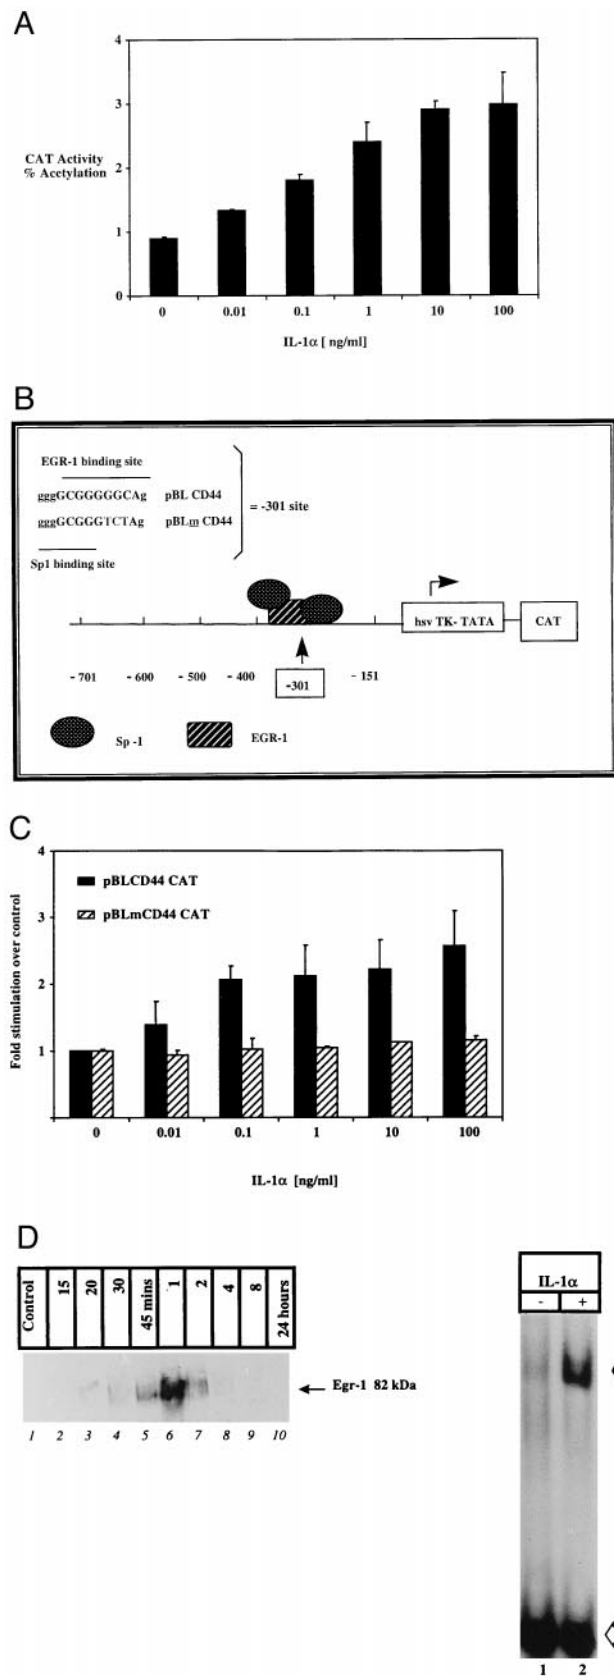 A
4
3
CAT Activity
% Acetylation
2
1
0
0 0.01 0.1 1 10 100
IL-1α [ ng/ml]
B
EGR-1 binding site
gggGCGGGGGCAg pBL CD44
gggGCGGGTCTAg pBLm CD44
= -301 site
Sp1 binding site
hsv TK- TATA
CAT
- 701 - 600 - 500 - 400 -301 - 151
Sp -1
EGR-1
C
4
3
2
1
0
Fold stimulation over control
pBLCD44 CAT
pBLmCD44 CAT
0 0.01 0.1 1 10 100
IL-1α [ng/ml]
D
Control 15 20 30 45 mins 1 2 4 8 24 hours
Egr-1 82 kDa
1 2 3 4 5 6 7 8 9 10
IL-1α
- +
1 2